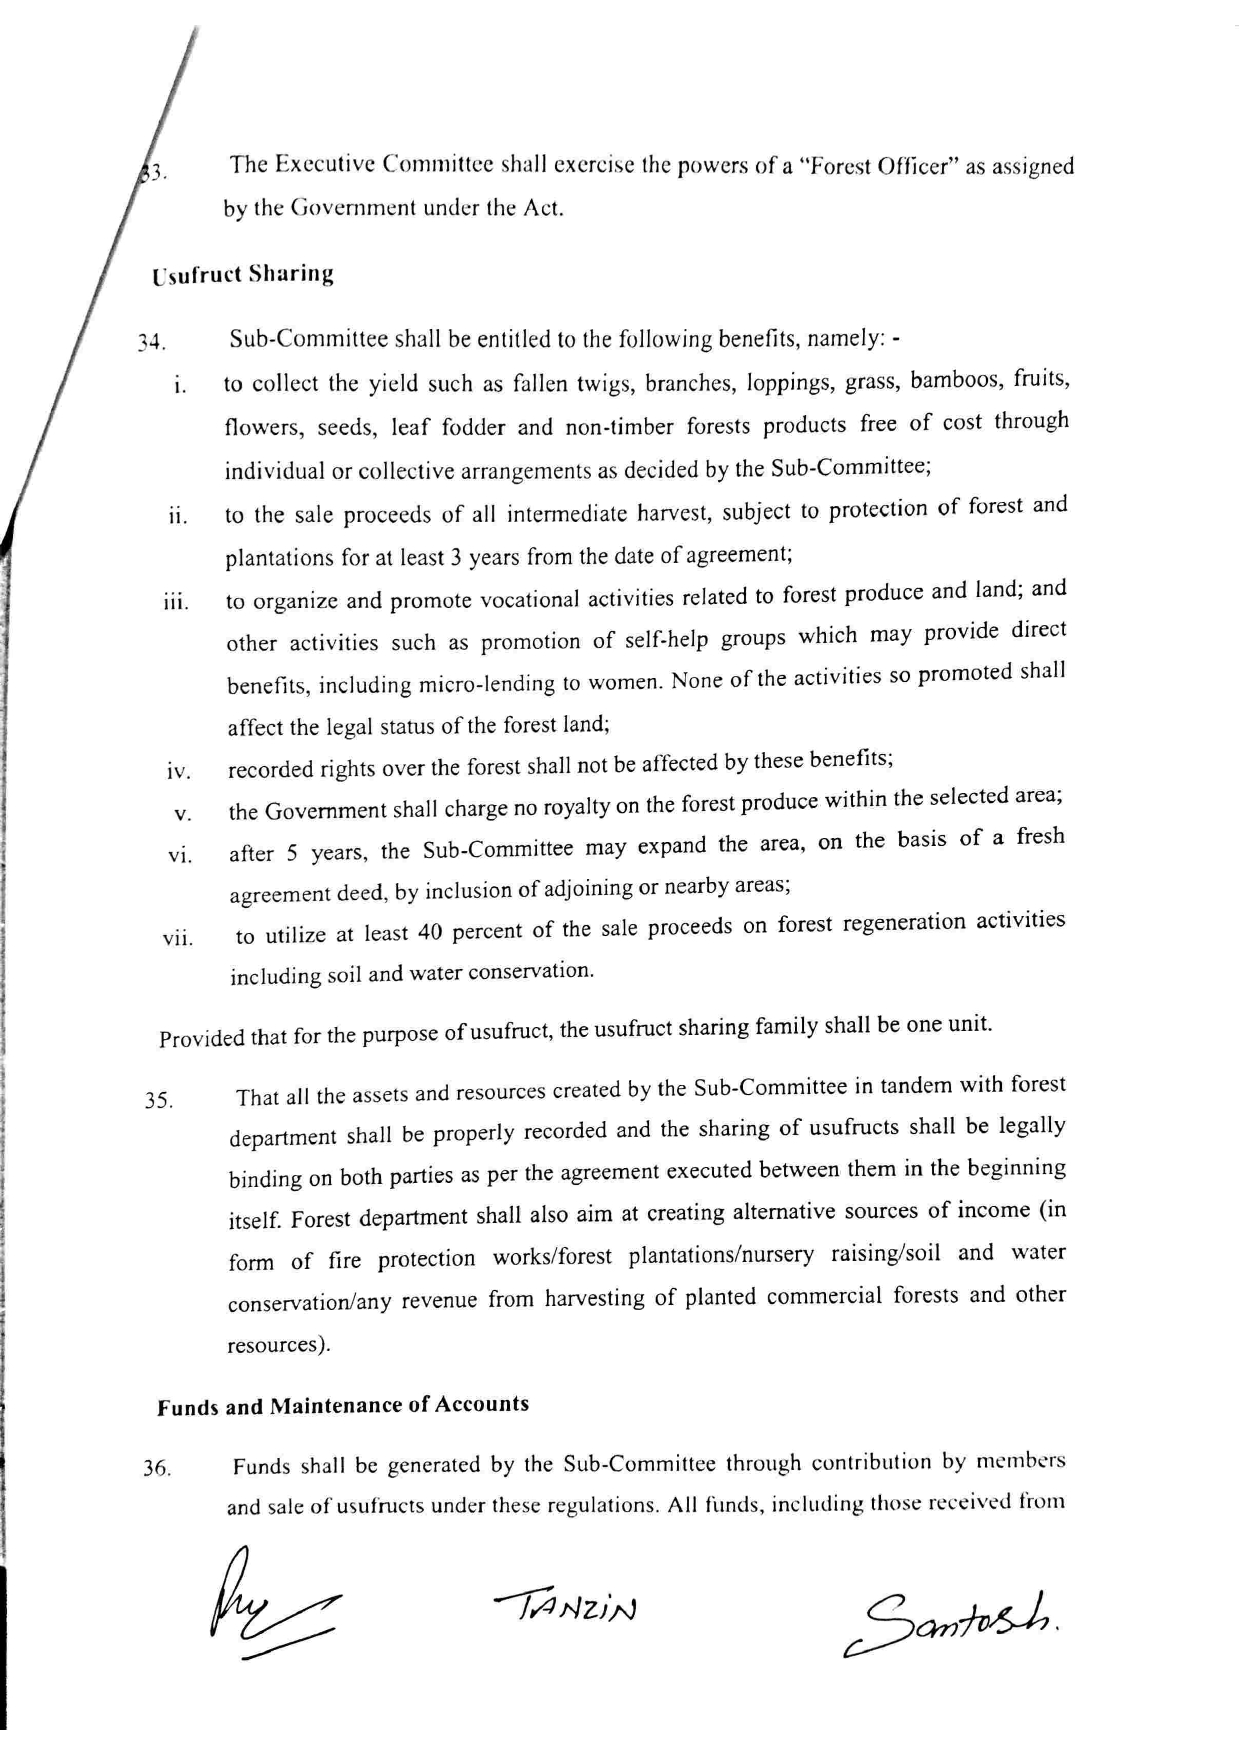 33. The Executive Committee shall exercise the powers of a “Forest Officer” as assigned
by the Government under the Act.
Usufruct Sharing
34. Sub-Committee shall be entitled to the following benefits, namely: -
i. to collect the yield such as fallen twigs, branches, loppings, grass, bamboos, fruits,
flowers, seeds, leaf fodder and non-timber forests products free of cost through
individual or collective arrangements as decided by the Sub-Committee;
ii. to the sale proceeds of all intermediate harvest, subject to protection of forest and
plantations for at least 3 years from the date of agreement;
iii. to organize and promote vocational activities related to forest produce and land; and
other activities such as promotion of self-help groups which may provide direct
benefits, including micro-lending to women. None of the activities so promoted shall
affect the legal status of the forest land;
iv. recorded rights over the forest shall not be affected by these benefits;
v. the Government shall charge no royalty on the forest produce within the selected area;
vi. after 5 years, the Sub-Committee may expand the area, on the basis of a fresh
agreement deed, by inclusion of adjoining or nearby areas;
vii. to utilize at least 40 percent of the sale proceeds on forest regeneration activities
including soil and water conservation.
Provided that for the purpose of usufruct, the usufruct sharing family shall be one unit.
35. That all the assets and resources created by the Sub-Committee in tandem with forest
department shall be properly recorded and the sharing of usufructs shall be legally
binding on both parties as per the agreement executed between them in the beginning
itself. Forest department shall also aim at creating alternative sources of income (in
form of fire protection works/forest plantations/nursery raising/soil and water
conservation/any revenue from harvesting of planted commercial forests and other
resources).
Funds and Maintenance of Accounts
36. Funds shall be generated by the Sub-Committee through contribution by members
and sale of usufructs under these regulations. All funds, including those received from
TANZIN Santosh.